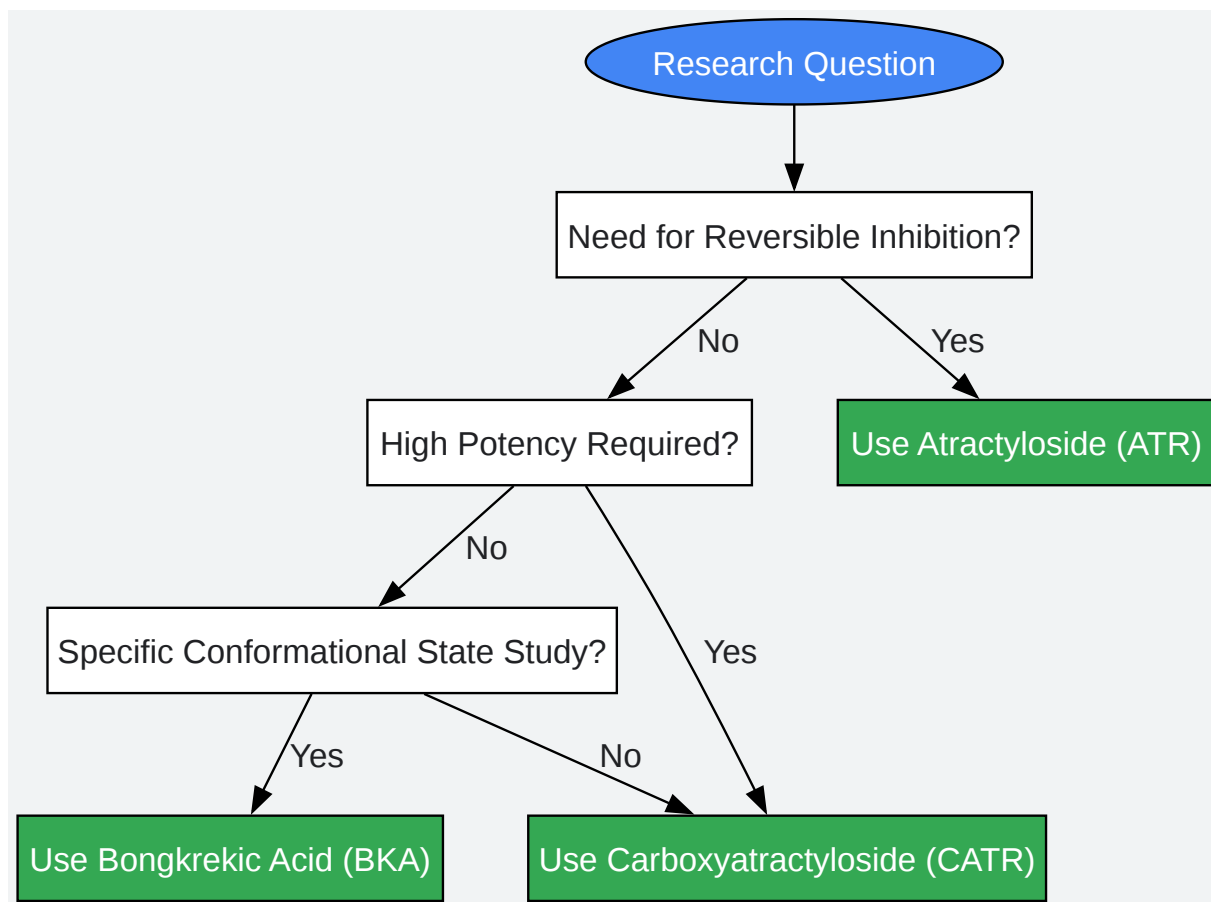 Research Question
Need for Reversible Inhibition?
No
Yes
High Potency Required?
Use Atractyloside (ATR)
No
Specific Conformational State Study?
Yes
Yes
No
Use Bongkrekic Acid (BKA)
Use Carboxyatractyloside (CATR)